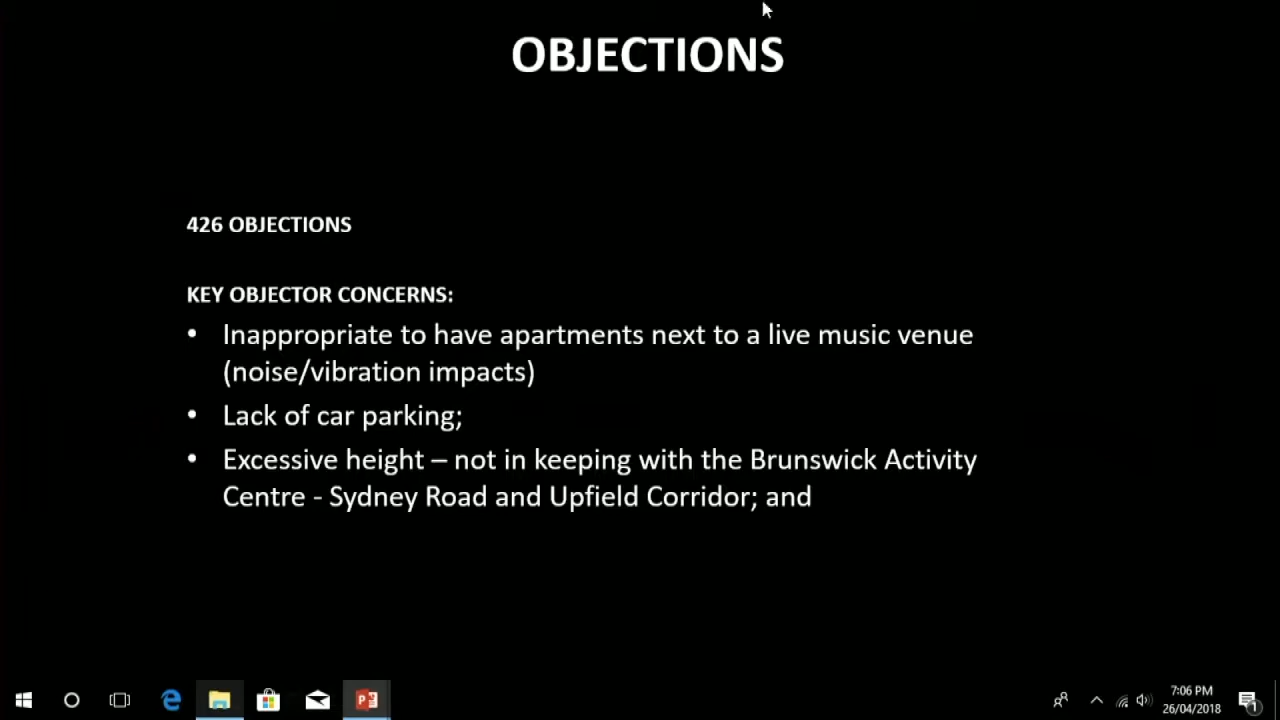 OBJECTIONS
426 OBJECTIONS
KEY OBJECTOR CONCERNS:
• Inappropriate to have apartments next to a live music venue
(noise/vibration impacts)
• Lack of car parking;
• Excessive height – not in keeping with the Brunswick Activity
Centre - Sydney Road and Upfield Corridor; and
7:06 PM
26/04/2018
1